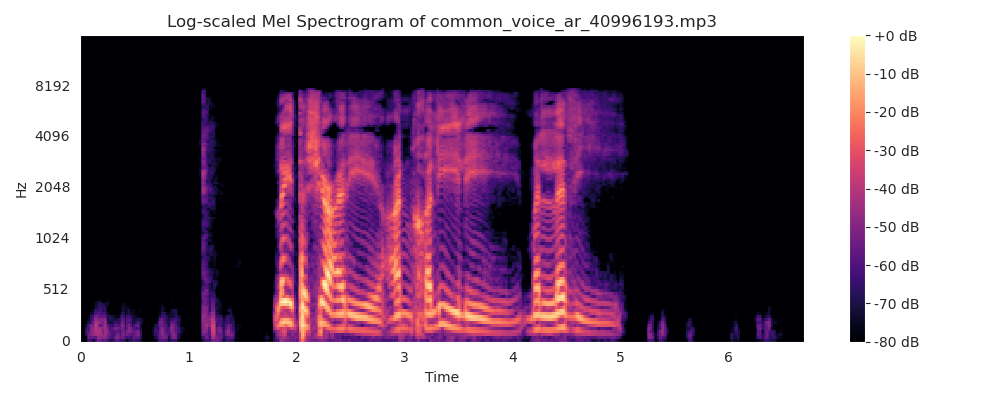 Log-scaled Mel Spectrogram of common_voice_ar_40996193.mp3
Hz
8192
4096
2048
1024
512
0
0 1 2 3 4 5 6
Time
+0 dB
-10 dB
-20 dB
-30 dB
-40 dB
-50 dB
-60 dB
-70 dB
-80 dB